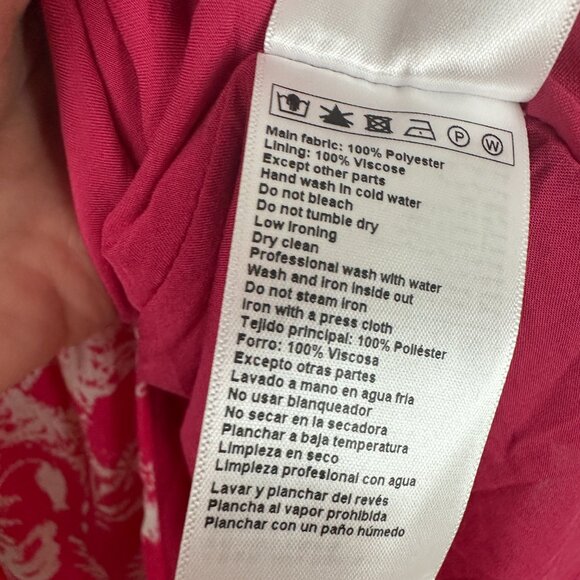 P W
Main fabric: 100% Polyester
Lining: 100% Viscose
Except other parts
Hand wash in cold water
Do not bleach
Do not tumble dry
Low ironing
Dry clean
Professional wash with water
Wash and iron inside out
Do not steam iron
Iron with a press cloth
Tejido principal: 100% Poliéster
Forro: 100% Viscosa
Excepto otras partes
Lavado a mano en agua fría
No usar blanqueador
No secar en la secadora
Planchar a baja temperatura
Limpieza en seco
Limpieza profesional con agua
Lavar y planchar del revés
Plancha al vapor prohibida
Planchar con un paño húmedo